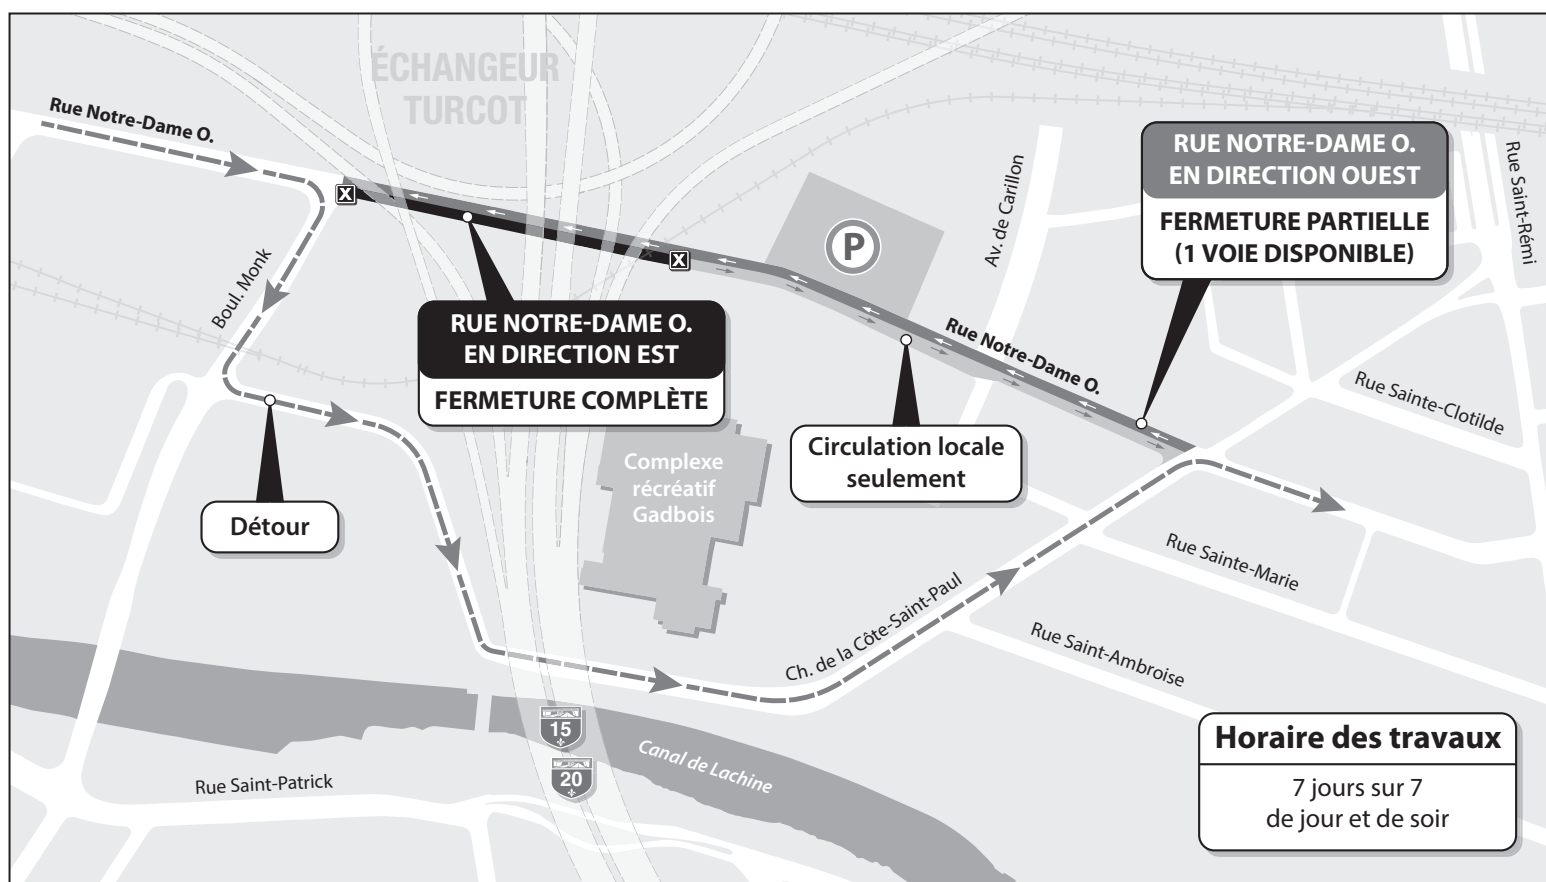 ÉCHANGEUR
TURCOT
Rue Notre-Dame O.
RUE NOTRE-DAME O.
EN DIRECTION OUEST
FERMETURE PARTIELLE
(1 VOIE DISPONIBLE)
Rue Saint-Rémi
Av. de Carillon
P
X
X
Boul. Monk
RUE NOTRE-DAME O.
EN DIRECTION EST
FERMETURE COMPLÈTE
Rue Notre-Dame O.
Rue Sainte-Clotilde
Circulation locale
seulement
Complexe
récréatif
Gadbois
Détour
Rue Sainte-Marie
Ch. de la Côte-Saint-Paul
Rue Saint-Ambroise
15
20
Canal de Lachine
Rue Saint-Patrick
Horaire des travaux
7 jours sur 7
de jour et de soir